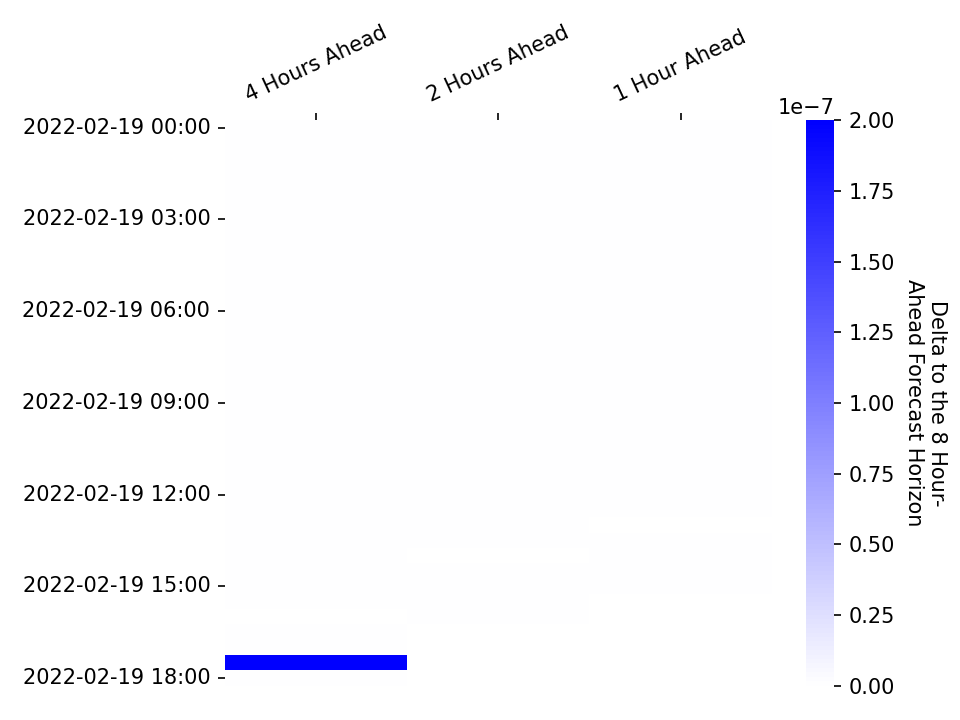 4 Hours Ahead
2 Hours Ahead
1 Hour Ahead
2022-02-19 00:00
2022-02-19 03:00
2022-02-19 06:00
2022-02-19 09:00
2022-02-19 12:00
2022-02-19 15:00
2022-02-19 18:00
1e−7
2.00
1.75
1.50
1.25
1.00
0.75
0.50
0.25
0.00
Delta to the 8 Hour-
Ahead Forecast Horizon